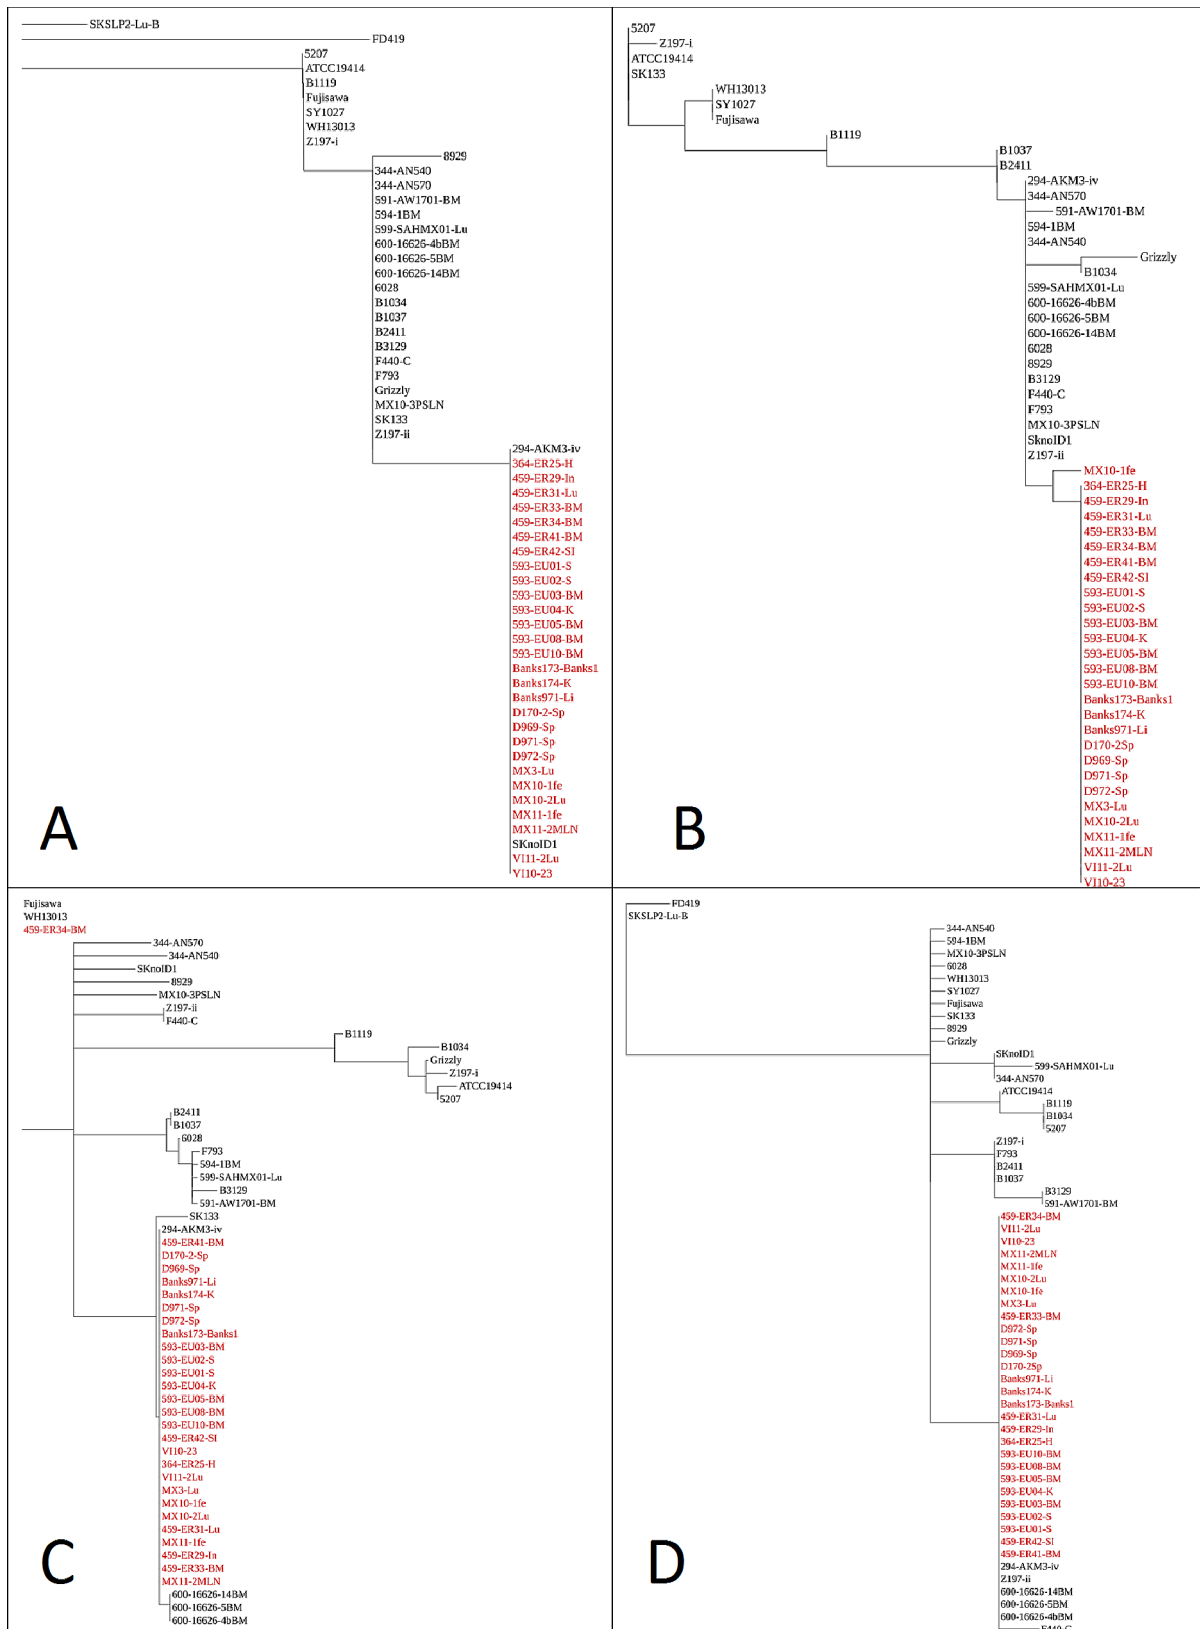 SKSLP2-Lu-B
FD419
5207
ATCC19414
B1119
Fujisawa
SY1027
WH13013
Z197-i
8929
344-AN540
344-AN570
591-AW1701-BM
594-1BM
599-SAHMX01-Lu
600-16626-4bBM
600-16626-5BM
600-16626-14BM
6028
B1034
B1037
B2411
B3129
F440-C
F793
Grizzly
MX10-3PSLN
SK133
Z197-ii
294-AKM3-iv
364-ER25-H
459-ER29-In
459-ER31-Lu
459-ER33-BM
459-ER34-BM
459-ER41-BM
459-ER42-SI
593-EU01-S
593-EU02-S
593-EU03-BM
593-EU04-K
593-EU05-BM
593-EU08-BM
593-EU10-BM
Banks173-Banks1
Banks174-K
Banks971-Li
D170-2-Sp
D969-Sp
D971-Sp
D972-Sp
MX3-Lu
MX10-1fe
MX10-2Lu
MX11-1fe
MX11-2MLN
SKnoID1
VI11-2Lu
VI10-23
A
5207
Z197-i
ATCC19414
SK133
WH13013
SY1027
Fujisawa
B1119
B1037
B2411
294-AKM3-iv
344-AN570
591-AW1701-BM
594-1BM
344-AN540
Grizzly
B1034
599-SAHMX01-Lu
600-16626-4bBM
600-16626-5BM
600-16626-14BM
6028
8929
B3129
F440-C
F793
MX10-3PSLN
SknoID1
Z197-ii
MX10-1fe
364-ER25-H
459-ER29-In
459-ER31-Lu
459-ER33-BM
459-ER34-BM
459-ER41-BM
459-ER42-SI
593-EU01-S
593-EU02-S
593-EU03-BM
593-EU04-K
593-EU05-BM
593-EU08-BM
593-EU10-BM
Banks173-Banks1
Banks174-K
Banks971-Li
D170-2Sp
D969-Sp
D971-Sp
D972-Sp
MX3-Lu
MX10-2Lu
MX11-1fe
MX11-2MLN
VI11-2Lu
VI10-23
B
Fujisawa
WH13013
459-ER34-BM
344-AN570
344-AN540
SKnoID1
8929
MX10-3PSLN
Z197-ii
F440-C
B1119
B1034
Grizzly
Z197-i
ATCC19414
5207
B2411
B1037
6028
F793
594-1BM
599-SAHMX01-Lu
B3129
591-AW1701-BM
SK133
294-AKM3-iv
459-ER41-BM
D170-2-Sp
D969-Sp
Banks971-Li
Banks174-K
D971-Sp
D972-Sp
Banks173-Banks1
593-EU03-BM
593-EU02-S
593-EU01-S
593-EU04-K
593-EU05-BM
593-EU08-BM
593-EU10-BM
459-ER42-SI
VI10-23
364-ER25-H
VI11-2Lu
MX3-Lu
MX10-1fe
MX10-2Lu
459-ER31-Lu
MX11-1fe
459-ER29-In
459-ER33-BM
MX11-2MLN
600-16626-14BM
600-16626-5BM
600-16626-4bBM
C
FD419
SKSLP2-Lu-B
344-AN540
594-1BM
MX10-3PSLN
6028
WH13013
SY1027
Fujisawa
SK133
8929
Grizzly
SKnoID1
599-SAHMX01-Lu
344-AN570
ATCC19414
B1119
B1034
5207
Z197-i
F793
B2411
B1037
B3129
591-AW1701-BM
459-ER34-BM
VI11-2Lu
VI10-23
MX11-2MLN
MX11-1fe
MX10-2Lu
MX10-1fe
MX3-Lu
459-ER33-BM
D972-Sp
D971-Sp
D969-Sp
D170-2Sp
Banks971-Li
Banks174-K
Banks173-Banks1
459-ER31-Lu
459-ER29-In
364-ER25-H
593-EU10-BM
593-EU08-BM
593-EU05-BM
593-EU04-K
593-EU03-BM
593-EU02-S
593-EU01-S
459-ER42-SI
459-ER41-BM
294-AKM3-iv
Z197-ii
600-16626-14BM
600-16626-5BM
600-16626-4bBM
D